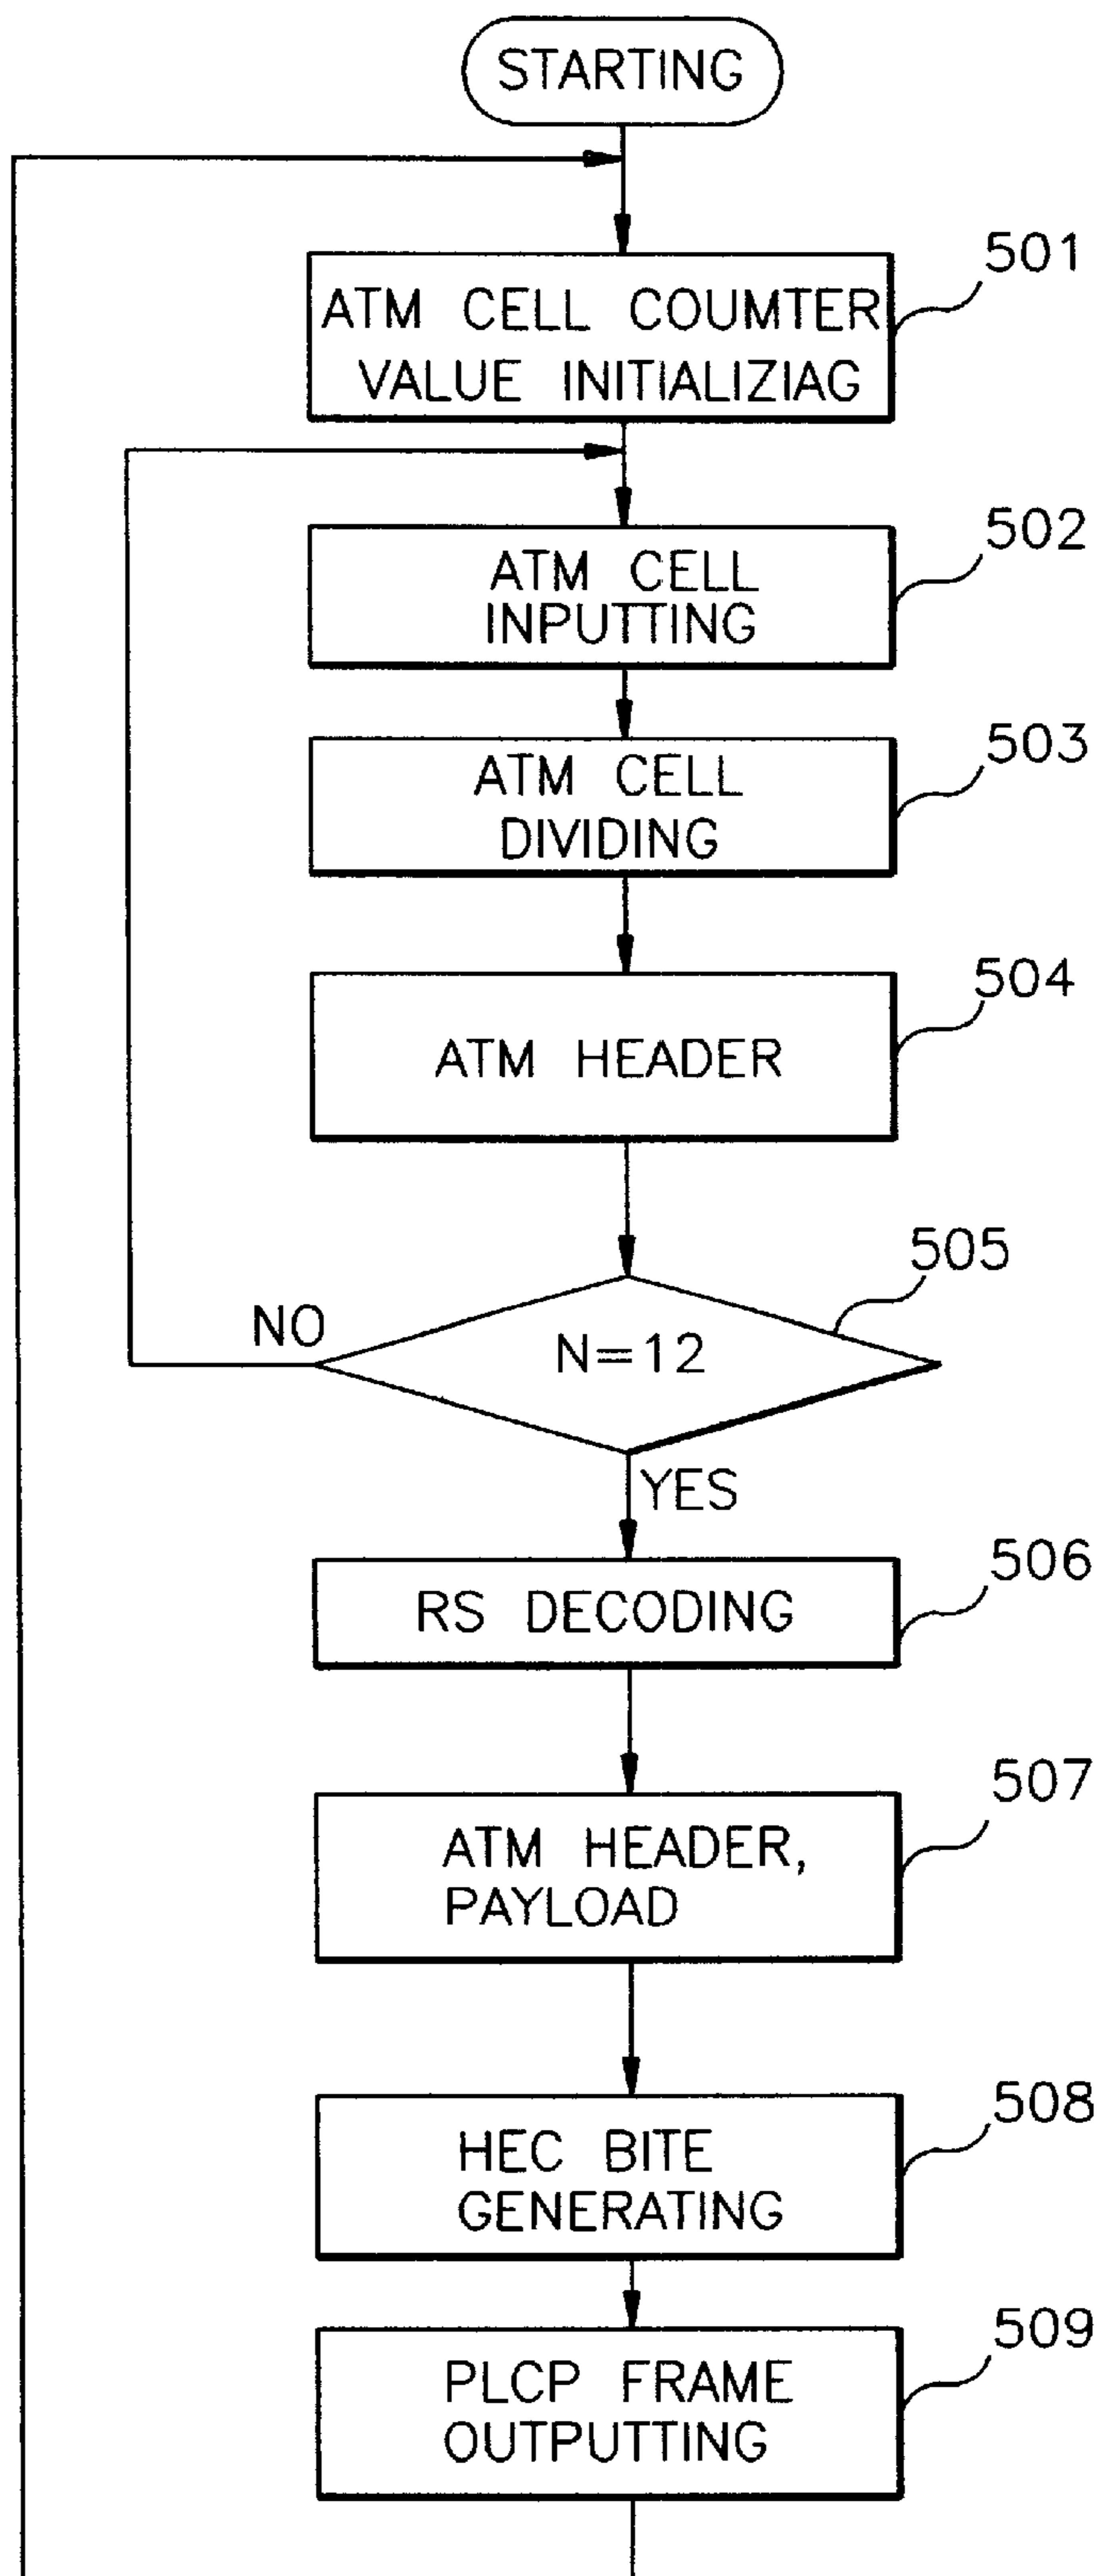 STARTING
501
ATM CELL COUMTER
VALUE INITIALIZIAG
502
ATM CELL
INPUTTING
503
ATM CELL
DIVIDING
504
ATM HEADER
505
NO
N=12
YES
506
RS DECODING
507
ATM HEADER,
PAYLOAD
508
HEC BITE
GENERATING
509
PLCP FRAME
OUTPUTTING